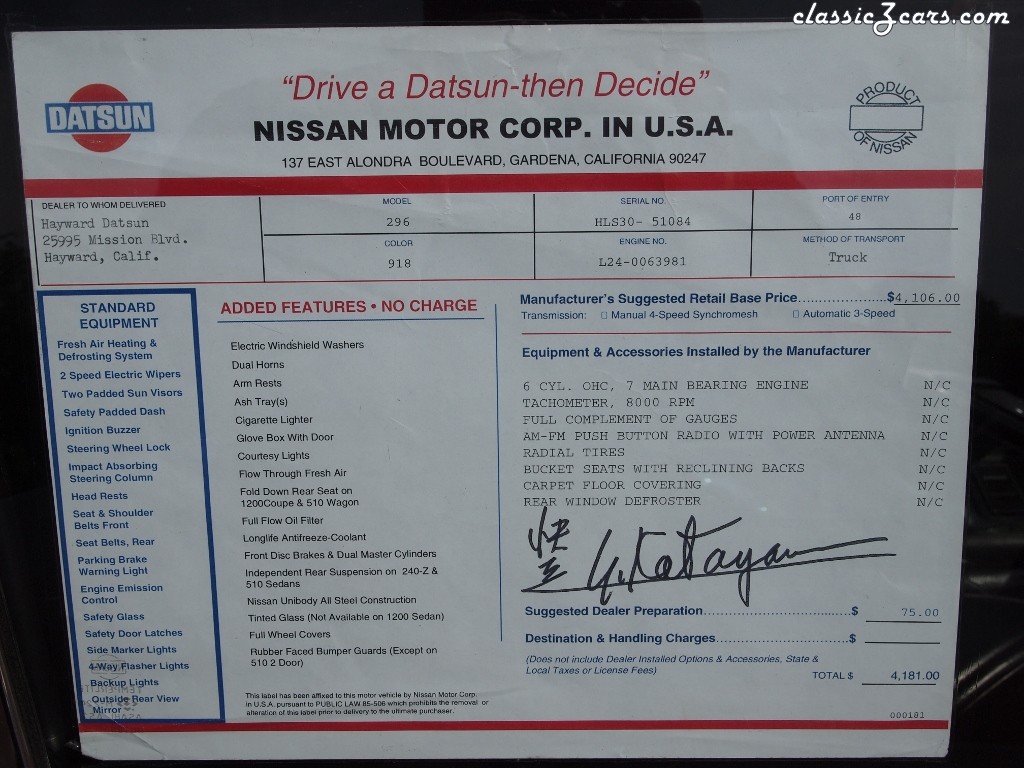 classiczcars.com
"Drive a Datsun-then Decide"
DATSUN
NISSAN MOTOR CORP. IN U.S.A.
137 EAST ALONDRA BOULEVARD, GARDENA, CALIFORNIA 90247
PRODUCT
OF NISSAN
DEALER TO WHOM DELIVERED
Hayward Datsun
25995 Mission Blvd.
Hayward, Calif.
MODEL
296
SERIAL NO.
HLS30- 51084
PORT OF ENTRY
48
COLOR
918
ENGINE NO.
L24-0063981
METHOD OF TRANSPORT
Truck
STANDARD
EQUIPMENT
Fresh Air Heating &
Defrosting System
2 Speed Electric Wipers
Two Padded Sun Visors
Safety Padded Dash
Ignition Buzzer
Steering Wheel Lock
Impact Absorbing
Steering Column
Head Rests
Seat & Shoulder
Belts Front
Seat Belts, Rear
Parking Brake
Warning Light
Engine Emission
Control
Safety Glass
Safety Door Latches
Side Marker Lights
4-Way Flasher Lights
Backup Lights
Outside Rear View
Mirror
ADDED FEATURES • NO CHARGE
Electric Windshield Washers
Dual Horns
Arm Rests
Ash Tray(s)
Cigarette Lighter
Glove Box With Door
Courtesy Lights
Flow Through Fresh Air
Fold Down Rear Seat on
1200Coupe & 510 Wagon
Full Flow Oil Filter
Longlife Antifreeze-Coolant
Front Disc Brakes & Dual Master Cylinders
Independent Rear Suspension on 240-Z &
510 Sedans
Nissan Unibody All Steel Construction
Tinted Glass (Not Available on 1200 Sedan)
Full Wheel Covers
Rubber Faced Bumper Guards (Except on
510 2 Door)
This label has been affixed to this motor vehicle by Nissan Motor Corp.
in U.S.A. pursuant to PUBLIC LAW 85-506 which prohibits the removal or
alteration of this label prior to delivery to the ultimate purchaser.
Manufacturer's Suggested Retail Base Price.....................$4,106.00
Transmission: □ Manual 4-Speed Synchromesh □ Automatic 3-Speed
Equipment & Accessories Installed by the Manufacturer
6 CYL. OHC, 7 MAIN BEARING ENGINE N/C
TACHOMETER, 8000 RPM N/C
FULL COMPLEMENT OF GAUGES N/C
AM-FM PUSH BUTTON RADIO WITH POWER ANTENNA N/C
RADIAL TIRES N/C
BUCKET SEATS WITH RECLINING BACKS N/C
CARPET FLOOR COVERING N/C
REAR WINDOW DEFROSTER N/C
Y. Katayama
Suggested Dealer Preparation..................................$ 75.00
Destination & Handling Charges...............................$
(Does not include Dealer Installed Options & Accessories, State &
Local Taxes or License Fees)
TOTAL $ 4,181.00
000181